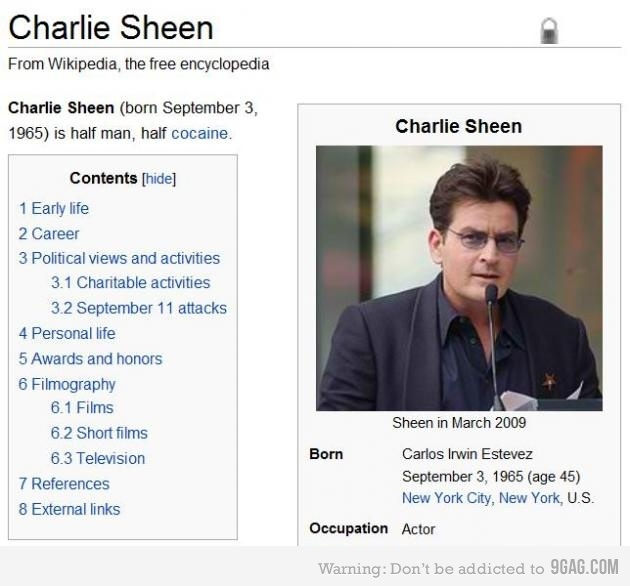 Charlie Sheen
From Wikipedia, the free encyclopedia
Charlie Sheen (born September 3,
1965) is half man, half cocaine.
Contents [hide]
1 Early life
2 Career
3 Political views and activities
3.1 Charitable activities
3.2 September 11 attacks
4 Personal life
5 Awards and honors
6 Filmography
6.1 Films
6.2 Short films
6.3 Television
7 References
8 External links
Charlie Sheen
Sheen in March 2009
Born Carlos Irwin Estevez
September 3, 1965 (age 45)
New York City, New York, U.S.
Occupation Actor
Warning: Don't be addicted to 9GAG.COM